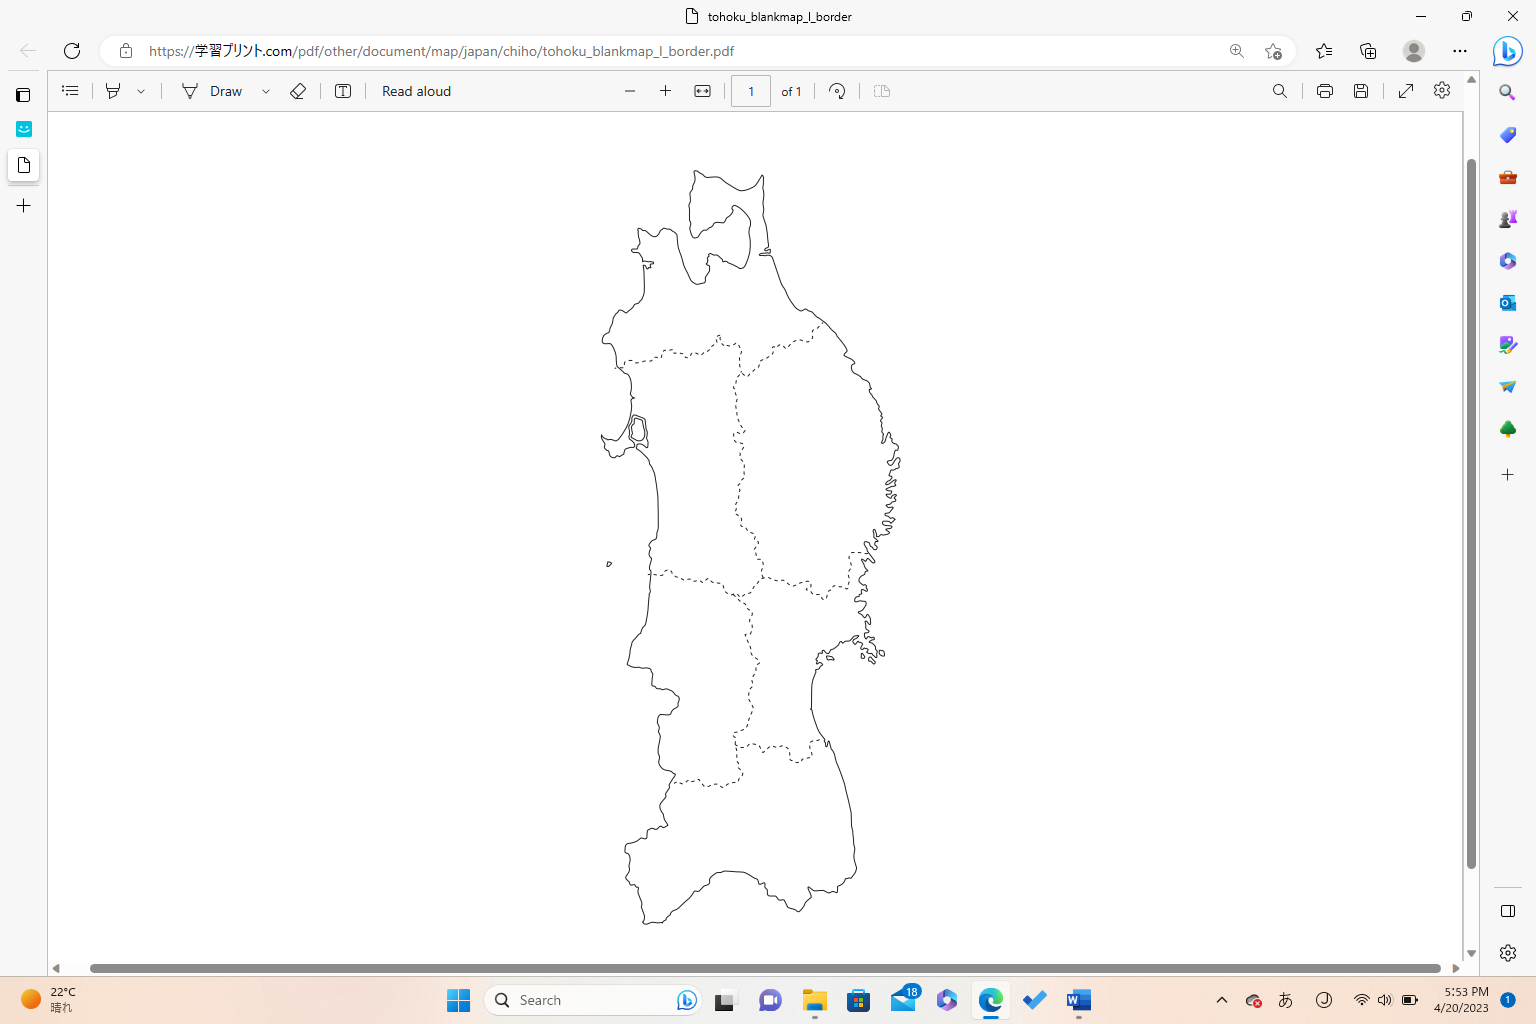 tohoku_blankmap_l_border
https://学習プリント.com/pdf/other/document/map/japan/chiho/tohoku_blankmap_l_border.pdf
Draw
Read aloud
1
of 1
22°C
晴れ
Search
18
あ
5:53 PM
4/20/2023
1